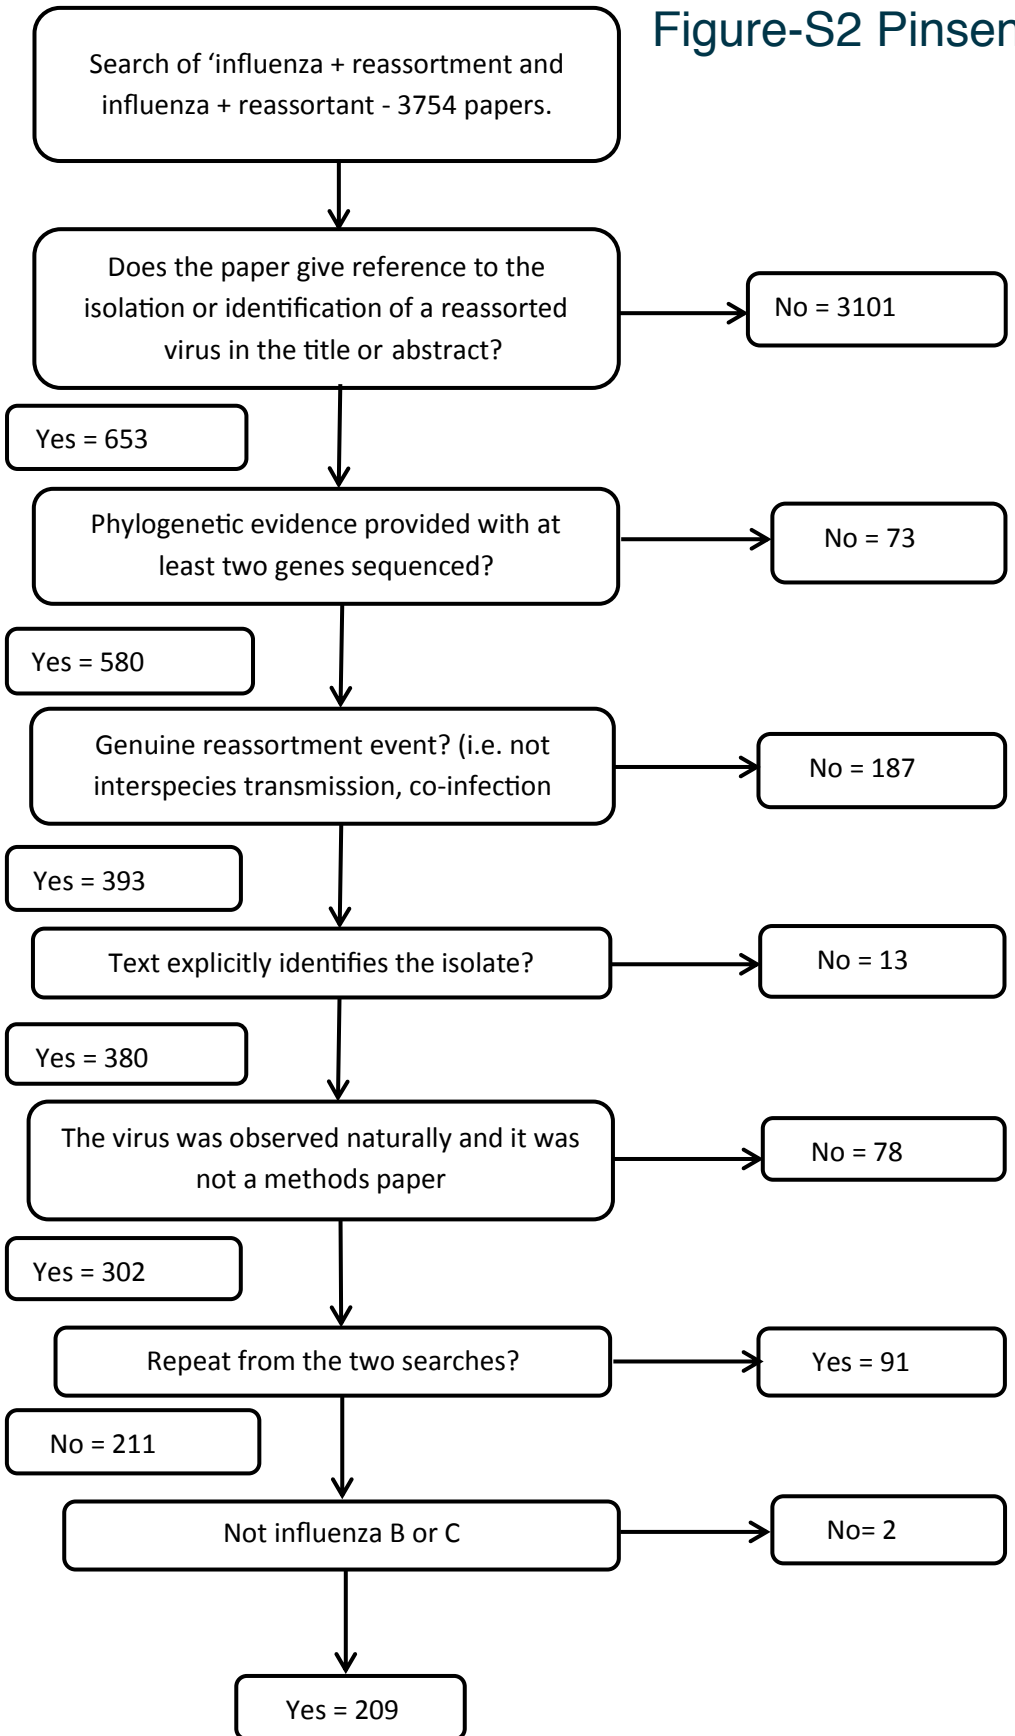 Figure-S2 Pinsen
Search of ‘influenza + reassortment and
influenza + reassortant - 3754 papers.
Does the paper give reference to the
isolation or identification of a reassorted
virus in the title or abstract?
No = 3101
Yes = 653
Phylogenetic evidence provided with at
least two genes sequenced?
No = 73
Yes = 580
Genuine reassortment event? (i.e. not
interspecies transmission, co-infection
No = 187
Yes = 393
Text explicitly identifies the isolate?
No = 13
Yes = 380
The virus was observed naturally and it was
not a methods paper
No = 78
Yes = 302
Repeat from the two searches?
Yes = 91
No = 211
Not influenza B or C
No= 2
Yes = 209